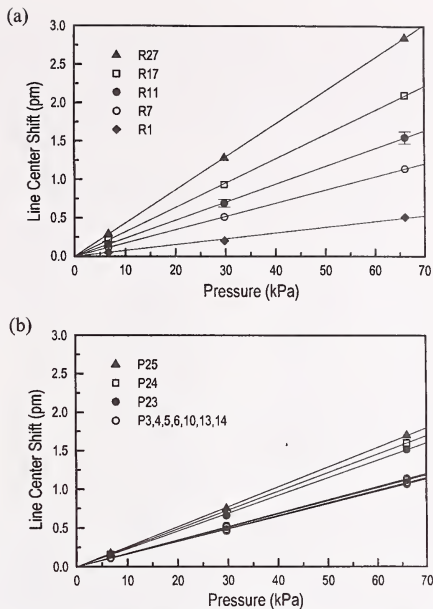 (a)
3.0
2.5
2.0
1.5
1.0
0.5
0
Line Center Shift (pm)
R27
R17
R11
R7
R1
0 10 20 30 40 50 60 70
Pressure (kPa)
(b)
3.0
2.5
2.0
1.5
1.0
0.5
0
Line Center Shift (pm)
P25
P24
P23
P3,4,5,6,10,13,14
0 10 20 30 40 50 60 70
Pressure (kPa)